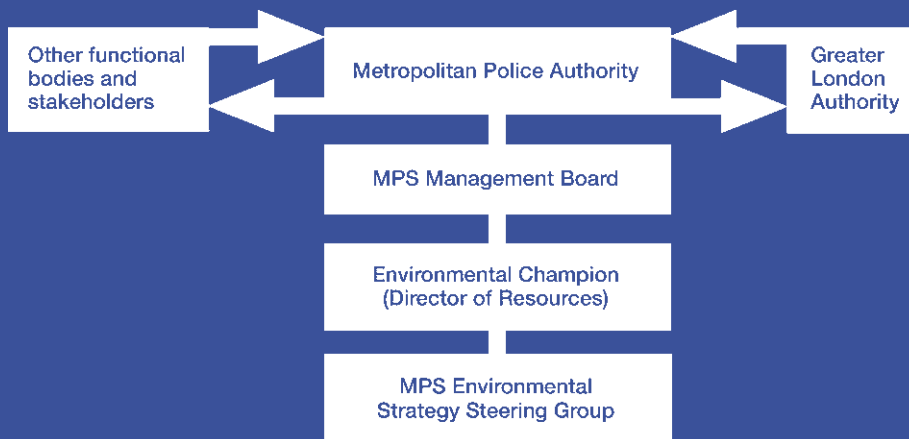 Other functional
bodies and
stakeholders
Metropolitan Police Authority
Greater
London
Authority
MPS Management Board
Environmental Champion
(Director of Resources)
MPS Environmental
Strategy Steering Group